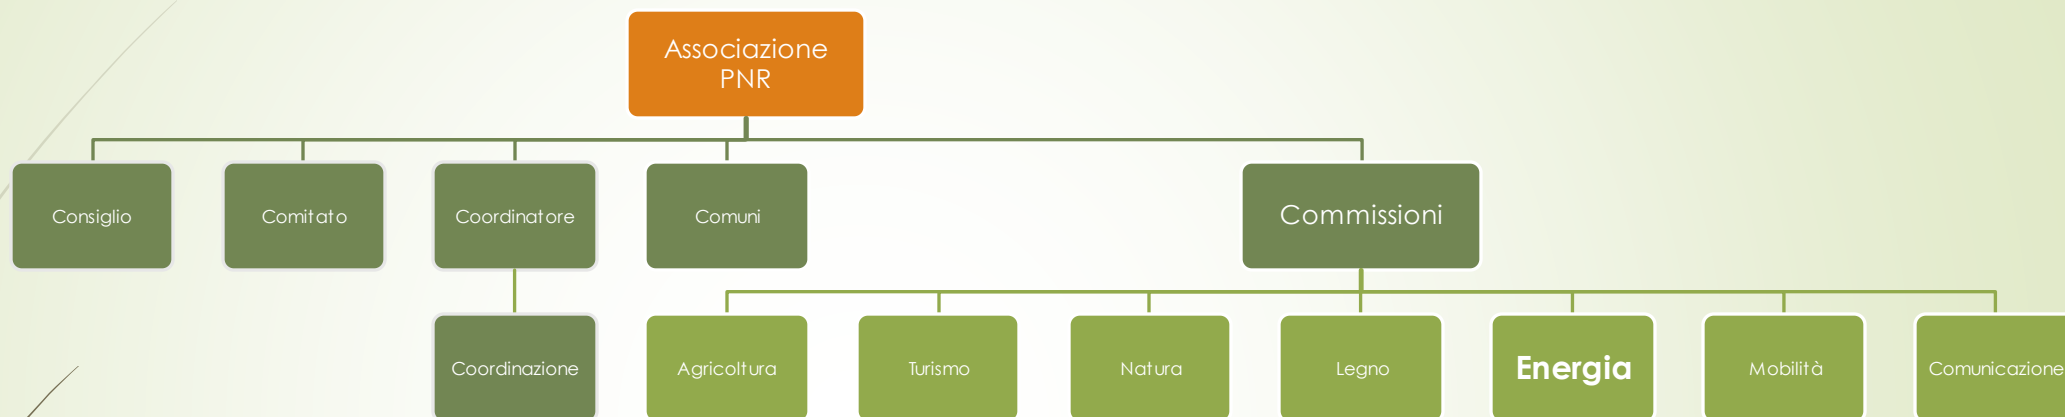 Associazione
PNR
Consiglio
Comitato
Coordinatore
Comuni
Commissioni
Coordinazione
Agricoltura
Turismo
Natura
Legno
Energia
Mobilità
Comunicazione